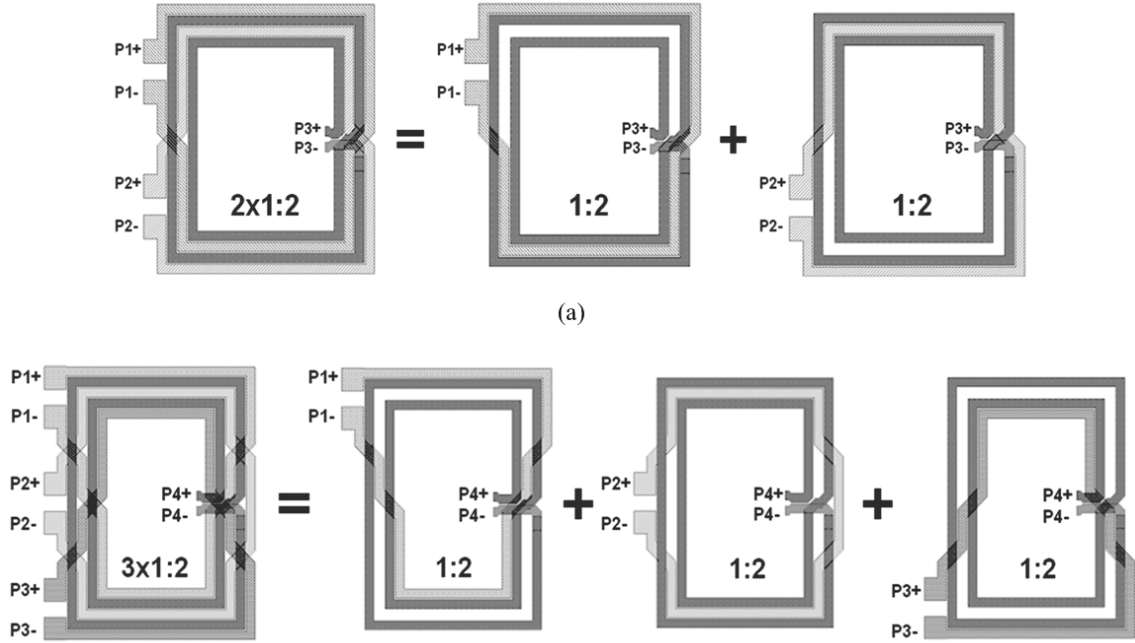 P1+
P1-
P2+
P2-
P3+
P3-
2x1:2
=
P1+
P1-
P3+
P3-
1:2
+
P3+
P3-
P2+
P2-
1:2
(a)
P1+
P1-
P2+
P2-
P3+
P3-
P4+
P4-
3x1:2
=
P1+
P1-
P4+
P4-
1:2
+
P2+
P2-
P4+
P4-
1:2
+
P4+
P4-
P3+
P3-
1:2